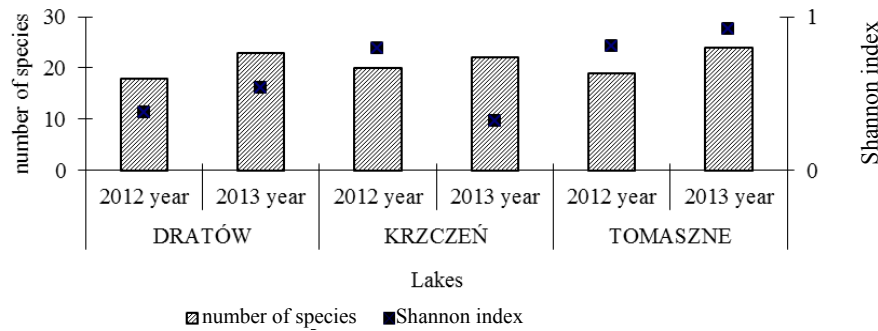 number of species
30
20
10
0
1
0
Shannon index
2012 year 2013 year 2012 year 2013 year 2012 year 2013 year
DRATÓW KRZCZEŃ TOMASZNE
Lakes
number of species Shannon index